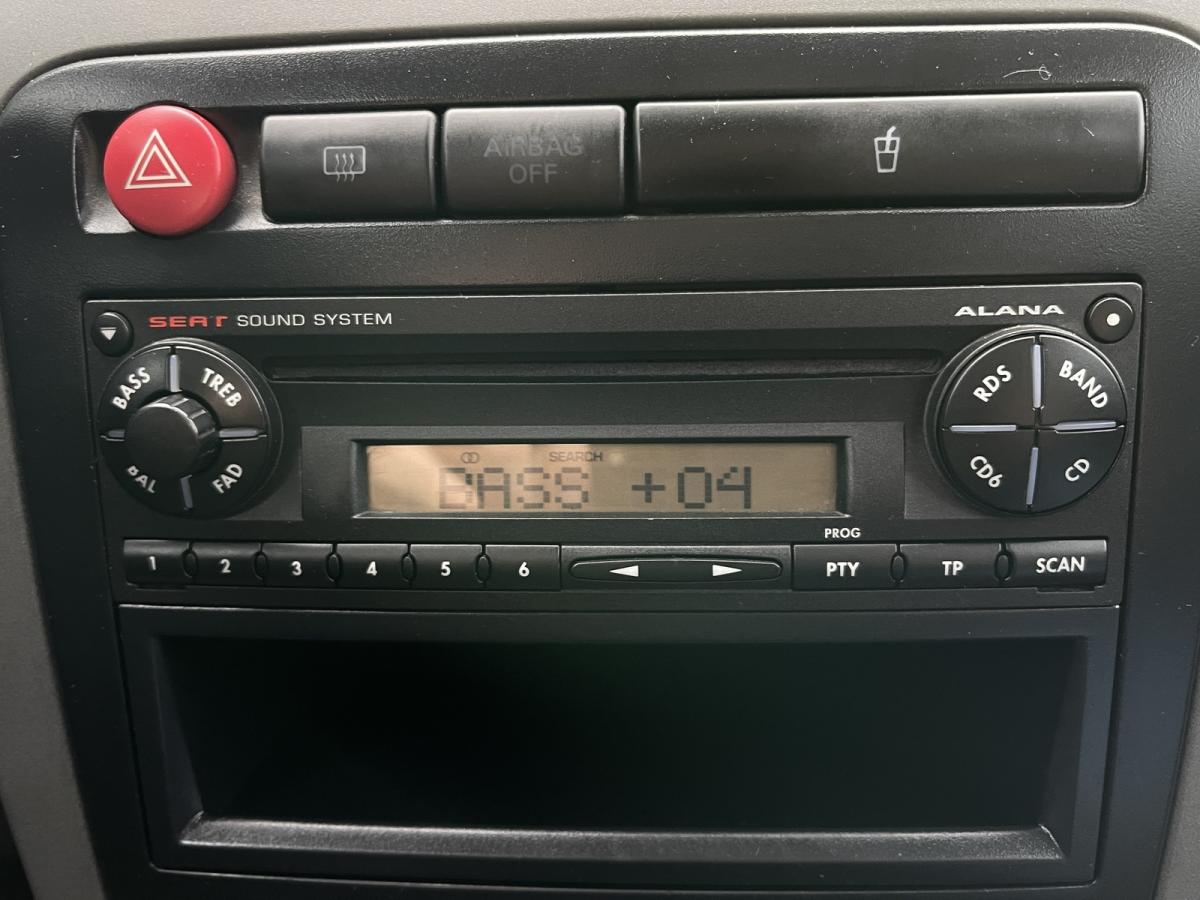 AIRBAG
OFF
SEAT SOUND SYSTEM
ALANA
BASS
TREB
BAL
FAD
SEARCH
BASS +04
RDS
BAND
CD6
CD
PROG
1
2
3
4
5
6
PTY
TP
SCAN